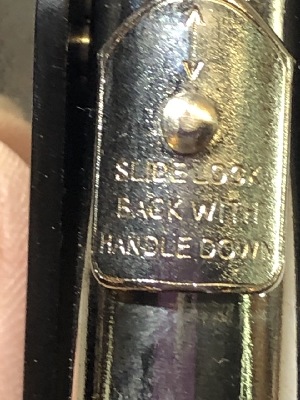 SLIDE LOCK
BACK WITH
HANDLE DOWN